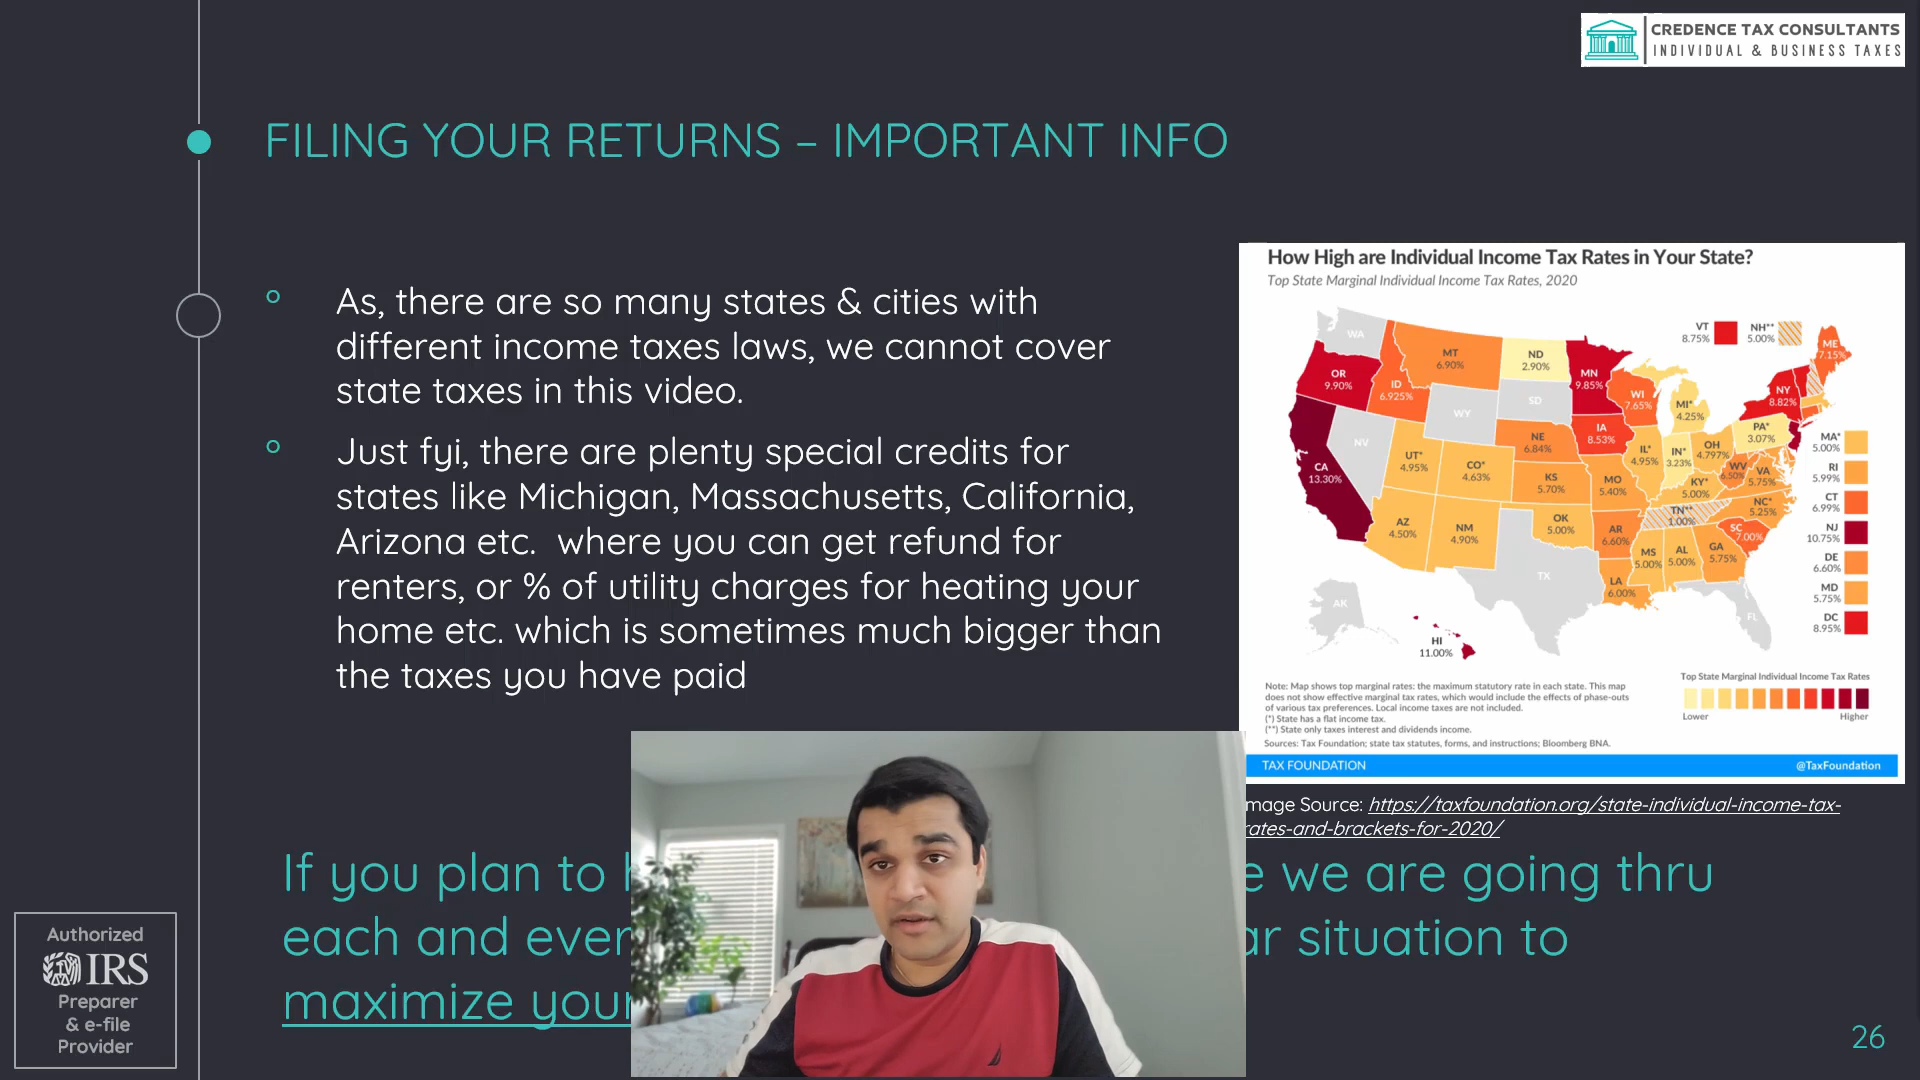 CREDENCE TAX CONSULTANTS
INDIVIDUAL & BUSINESS TAXES
FILING YOUR RETURNS – IMPORTANT INFO
As, there are so many states & cities with
different income taxes laws, we cannot cover
state taxes in this video.
Just fyi, there are plenty special credits for
states like Michigan, Massachusetts, California,
Arizona etc. where you can get refund for
renters, or % of utility charges for heating your
home etc. which is sometimes much bigger than
the taxes you have paid
How High are Individual Income Tax Rates in Your State?
Top State Marginal Individual Income Tax Rates, 2020
WA
VT
8.75%
NH**
5.00%
ME
7.15%
MT
6.90%
ND
2.90%
OR
9.90%
ID
6.925%
MN
9.85%
WI
7.65%
NY
8.82%
WY
SD
MI*
4.25%
NV
NE
6.84%
IA
8.53%
PA*
3.07%
MA*
5.00%
CA
13.30%
UT*
4.95%
CO*
4.63%
KS
5.70%
MO
5.40%
IL*
4.95%
IN*
3.23%
OH
4.797%
WV
6.50%
VA
5.75%
RI
5.99%
KY*
5.00%
CT
6.99%
AZ
4.50%
NM
4.90%
OK
5.00%
AR
6.60%
TN**
1.00%
NC*
5.25%
SC
7.00%
NJ
10.75%
TX
LA
6.00%
MS
5.00%
AL
5.00%
GA
5.75%
DE
6.60%
AK
HI
11.00%
FL
MD
5.75%
DC
8.95%
Note: Map shows top marginal rates: the maximum statutory rate in each state. This map
does not show effective marginal tax rates, which would include the effects of phase-outs
of various tax preferences. Local income taxes are not included.
(*) State has a flat income tax.
(**) State only taxes interest and dividends income.
Sources: Tax Foundation; state tax statutes, forms, and instructions; Bloomberg BNA.
Top State Marginal Individual Income Tax Rates
Lower Higher
TAX FOUNDATION @TaxFoundation
mage Source: https://taxfoundation.org/state-individual-income-tax-
rates-and-brackets-for-2020/
If you plan to we are going thru
each and situation to
maximize your
Authorized
IRS
Preparer
& e-file
Provider
26